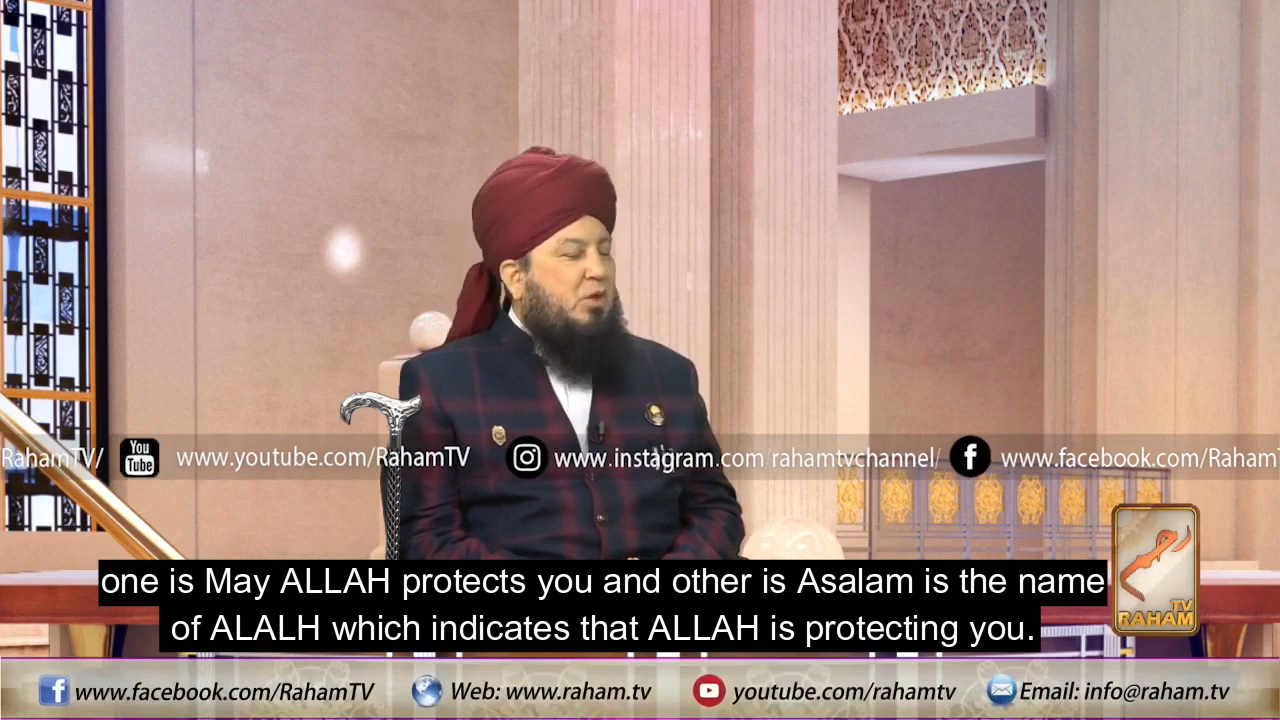 RahamTV/ You Tube www.youtube.com/RahamTV www.instagram.com/rahamtvchannel/ f www.facebook.com/RahamT
one is May ALLAH protects you and other is Asalam is the name
of ALALH which indicates that ALLAH is protecting you.
رحم
TV
RAHAM
f www.facebook.com/RahamTV Web: www.raham.tv youtube.com/rahamtv Email: info@raham.tv